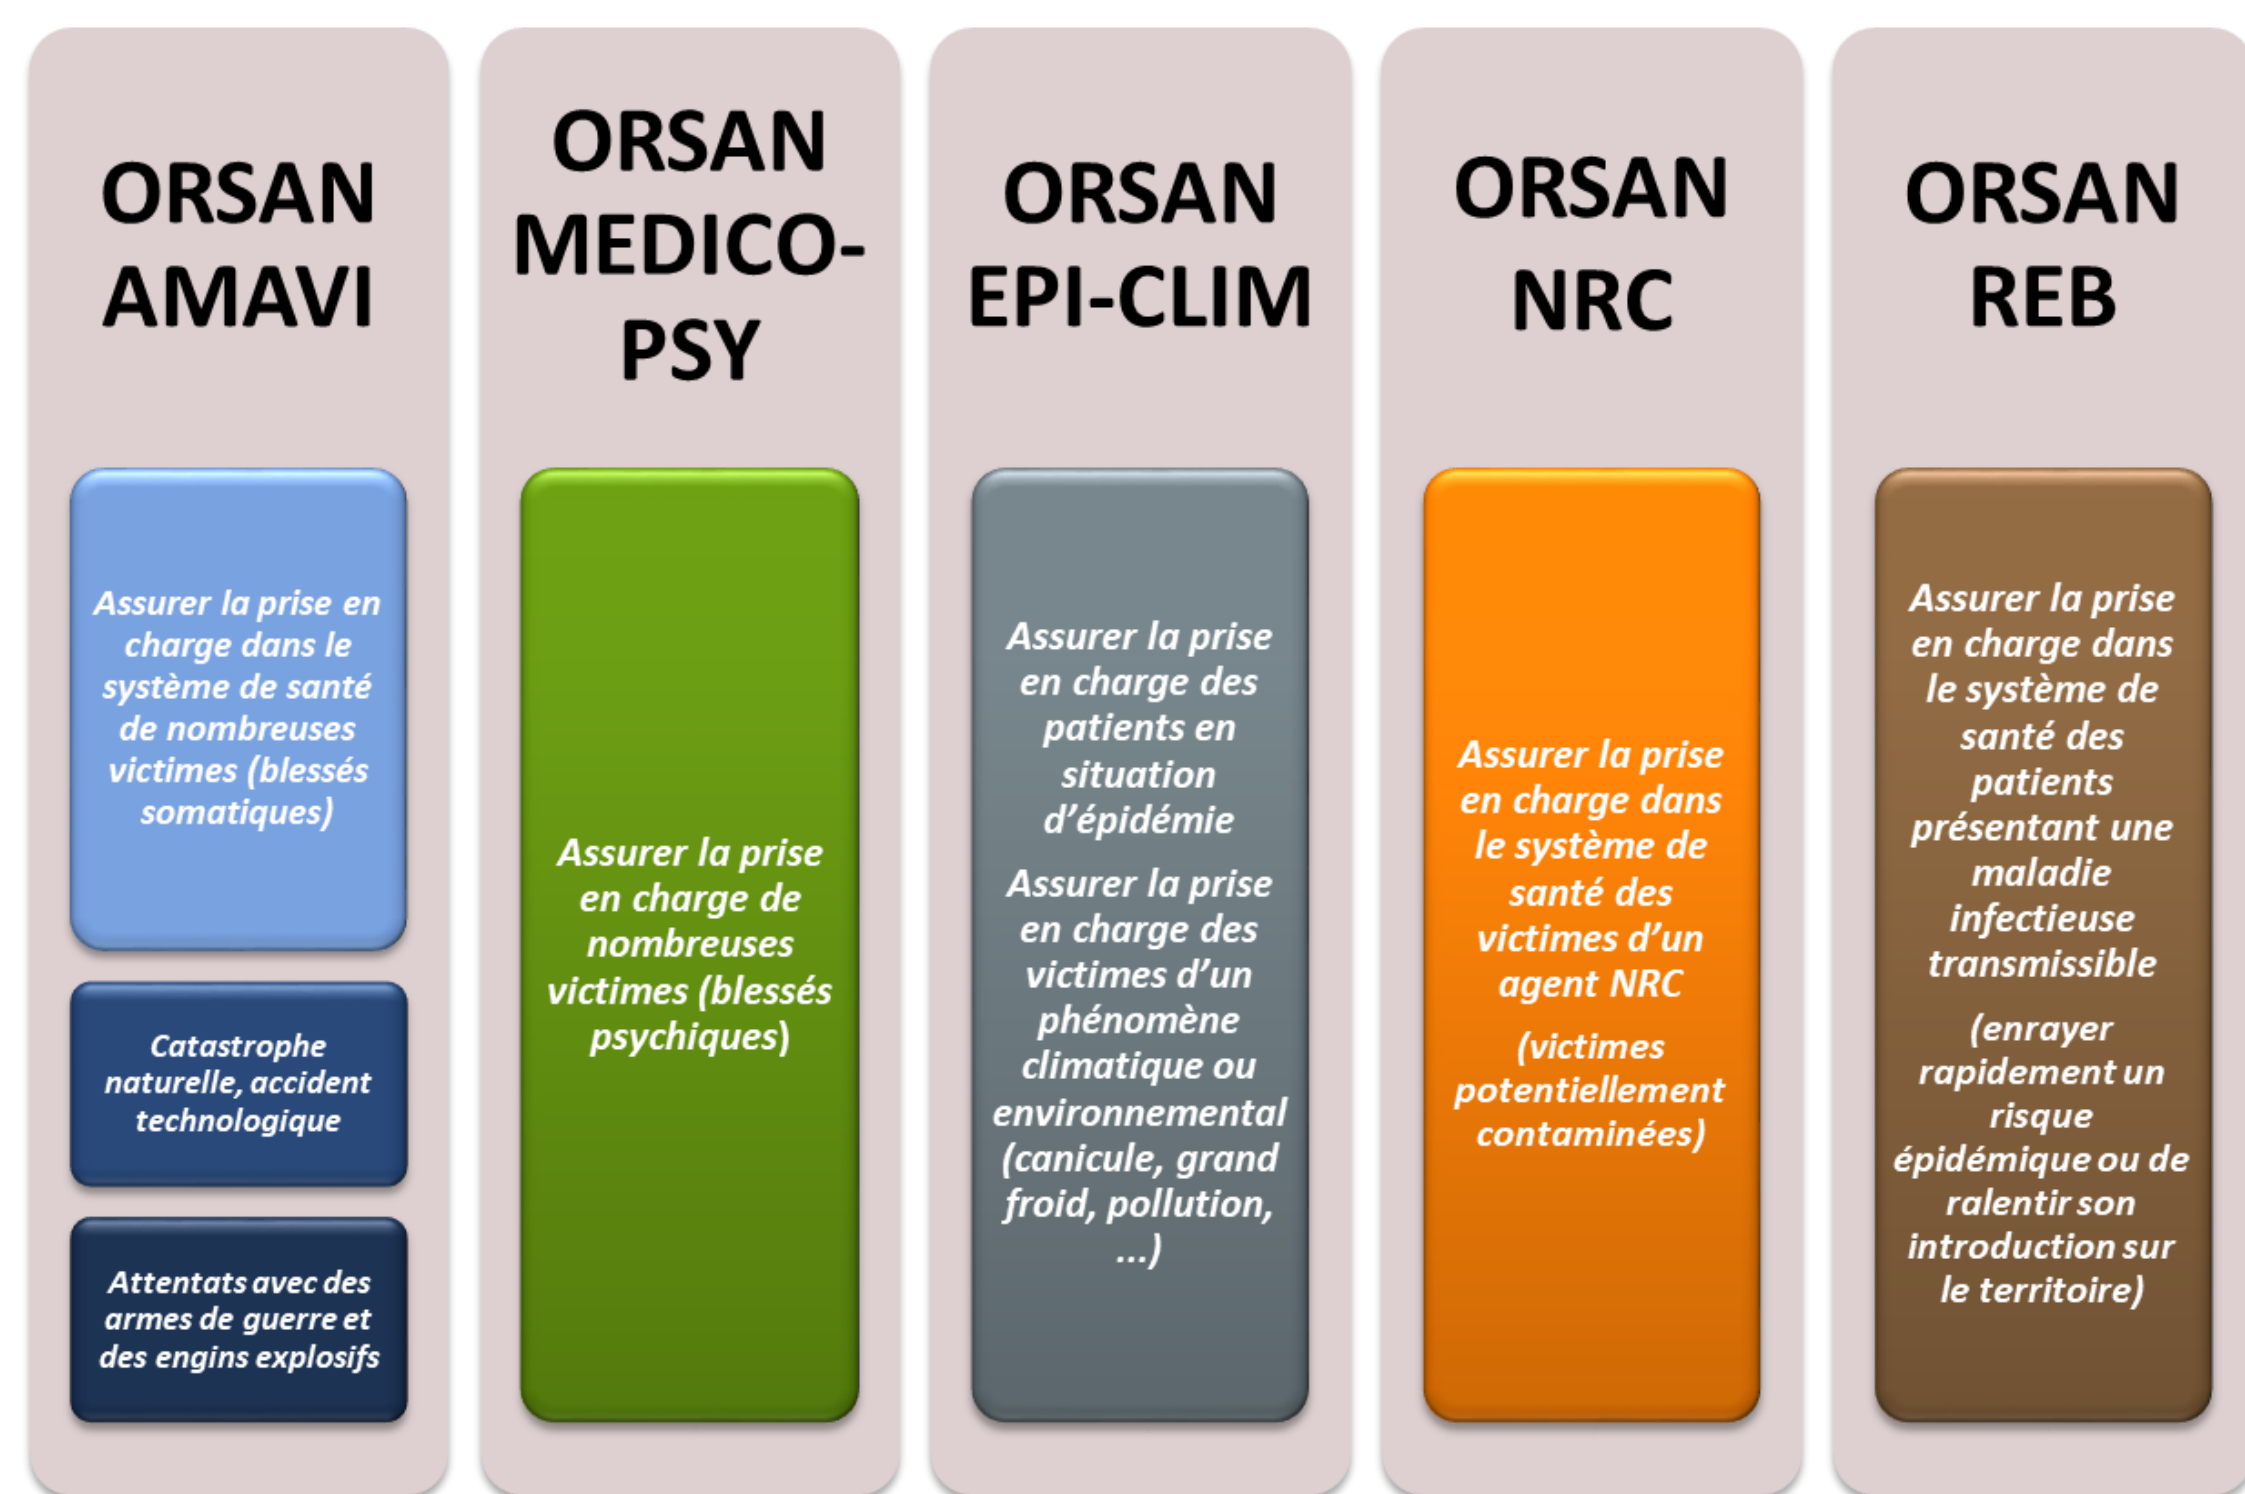 ORSAN
AMAVI
Assurer la prise en
charge dans le
système de santé
de nombreuses
victimes (blessés
somatiques)
Catastrophe
naturelle, accident
technologique
Attentats avec des
armes de guerre et
des engins explosifs
ORSAN
MEDICO-
PSY
Assurer la prise
en charge de
nombreuses
victimes (blessés
psychiques)
ORSAN
EPI-CLIM
Assurer la prise
en charge des
patients en
situation
d’épidémie
Assurer la prise
en charge des
victimes d’un
phénomène
climatique ou
environnemental
(canicule, grand
froid, pollution,
...)
ORSAN
NRC
Assurer la prise
en charge dans
le système de
santé des
victimes d’un
agent NRC
(victimes
potentiellement
contaminées)
ORSAN
REB
Assurer la prise
en charge dans
le système de
santé des
patients
présentant une
maladie
infectieuse
transmissible
(enrayer
rapidement un
risque
épidémique ou de
ralentir son
introduction sur
le territoire)